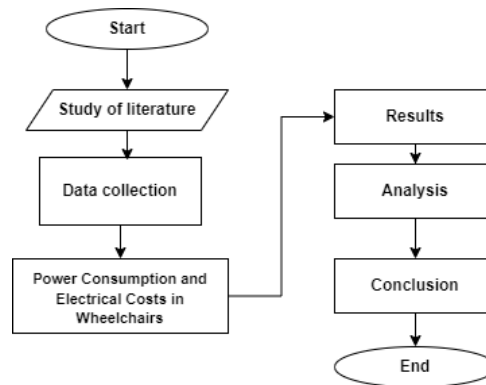 Start
Study of literature
Data collection
Power Consumption and
Electrical Costs in
Wheelchairs
Results
Analysis
Conclusion
End